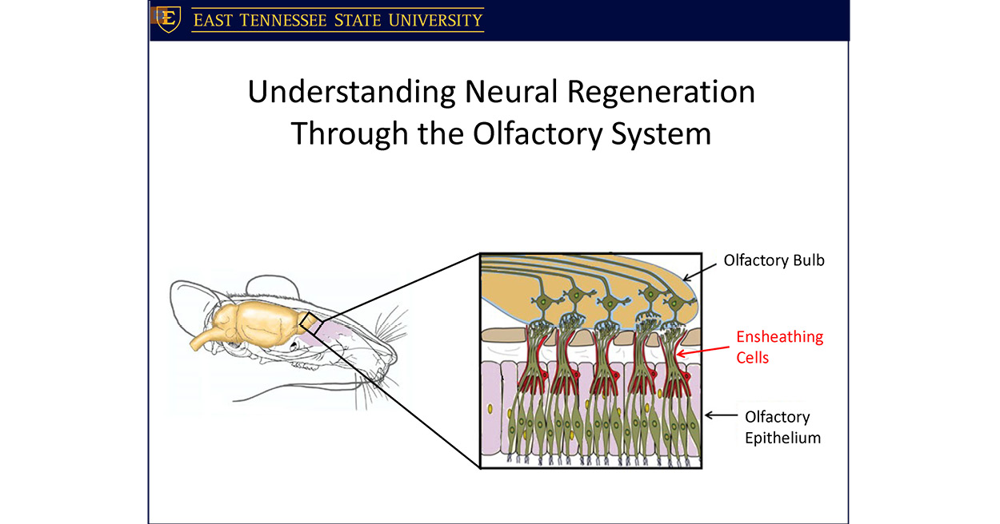 E
EAST TENNESSEE STATE UNIVERSITY
Understanding Neural Regeneration
Through the Olfactory System
Olfactory Bulb
Ensheathing
Cells
Olfactory
Epithelium